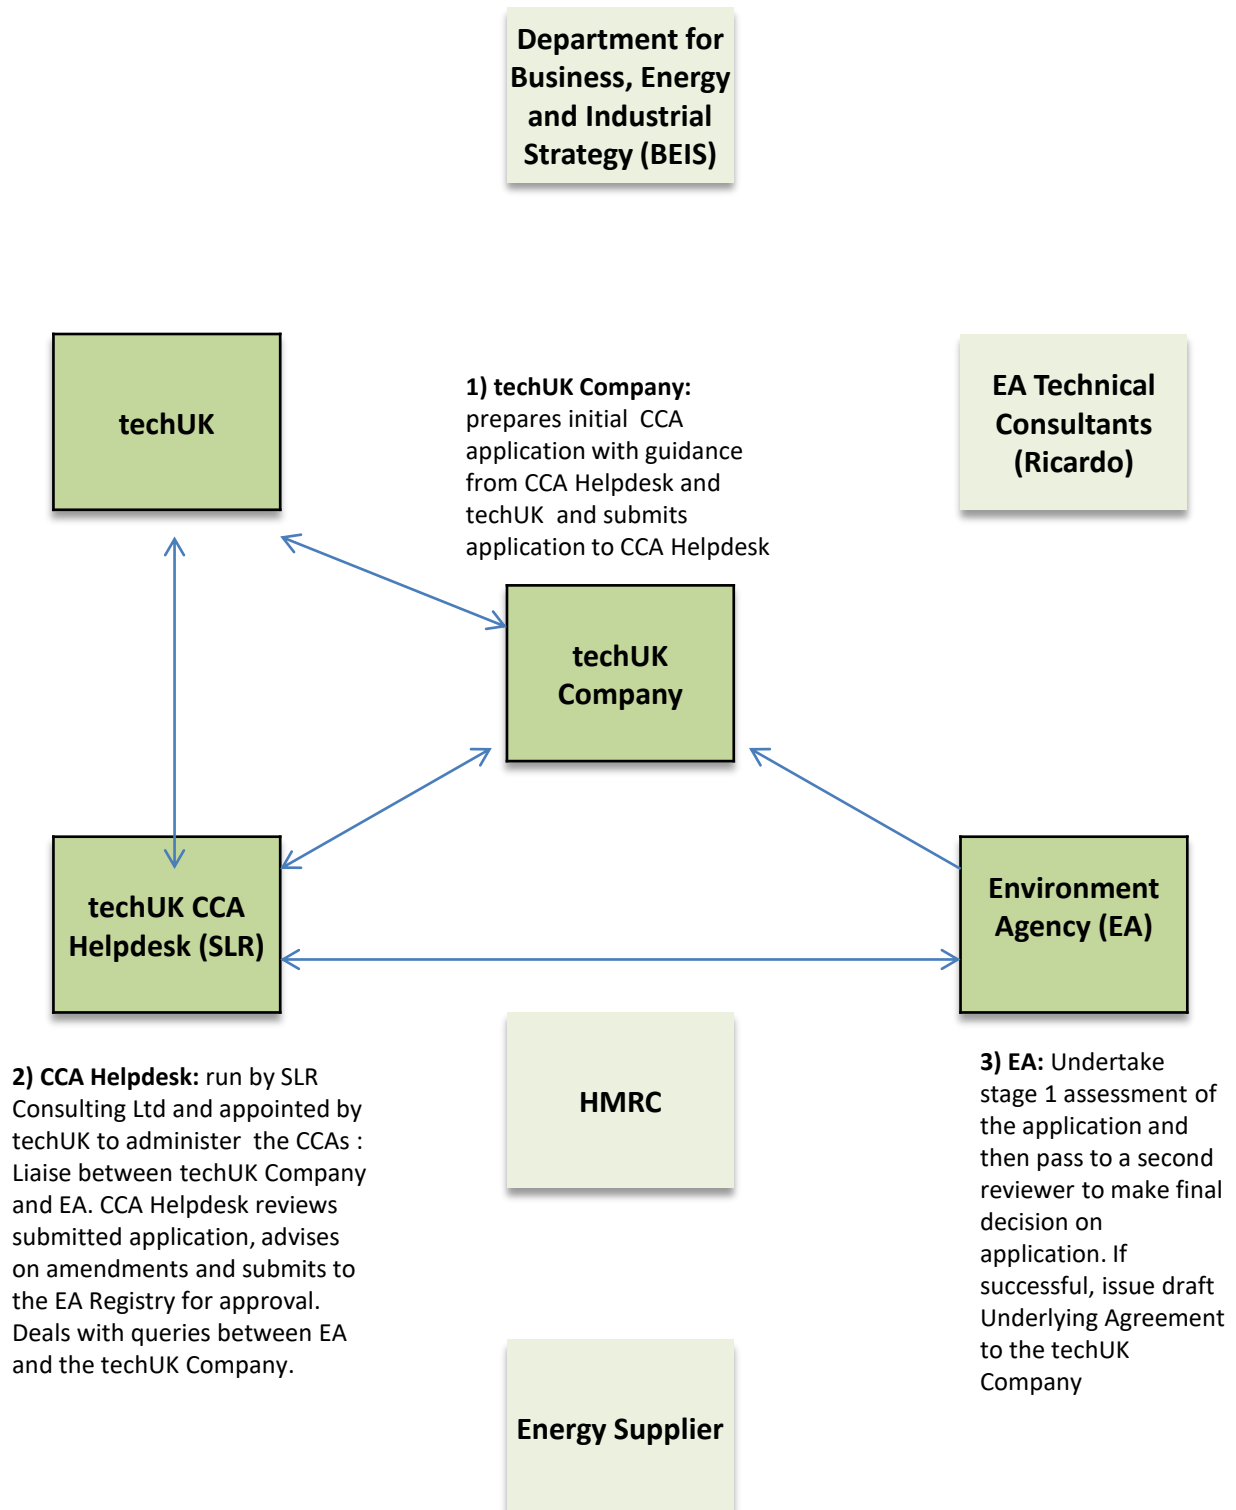 Department for
Business, Energy
and Industrial
Strategy (BEIS)
techUK
1) techUK Company:
prepares initial CCA
application with guidance
from CCA Helpdesk and
techUK and submits
application to CCA Helpdesk
EA Technical
Consultants
(Ricardo)
techUK
Company
techUK CCA
Helpdesk (SLR)
Environment
Agency (EA)
2) CCA Helpdesk: run by SLR
Consulting Ltd and appointed by
techUK to administer the CCAs :
Liaise between techUK Company
and EA. CCA Helpdesk reviews
submitted application, advises
on amendments and submits to
the EA Registry for approval.
Deals with queries between EA
and the techUK Company.
HMRC
3) EA: Undertake
stage 1 assessment of
the application and
then pass to a second
reviewer to make final
decision on
application. If
successful, issue draft
Underlying Agreement
to the techUK
Company
Energy Supplier